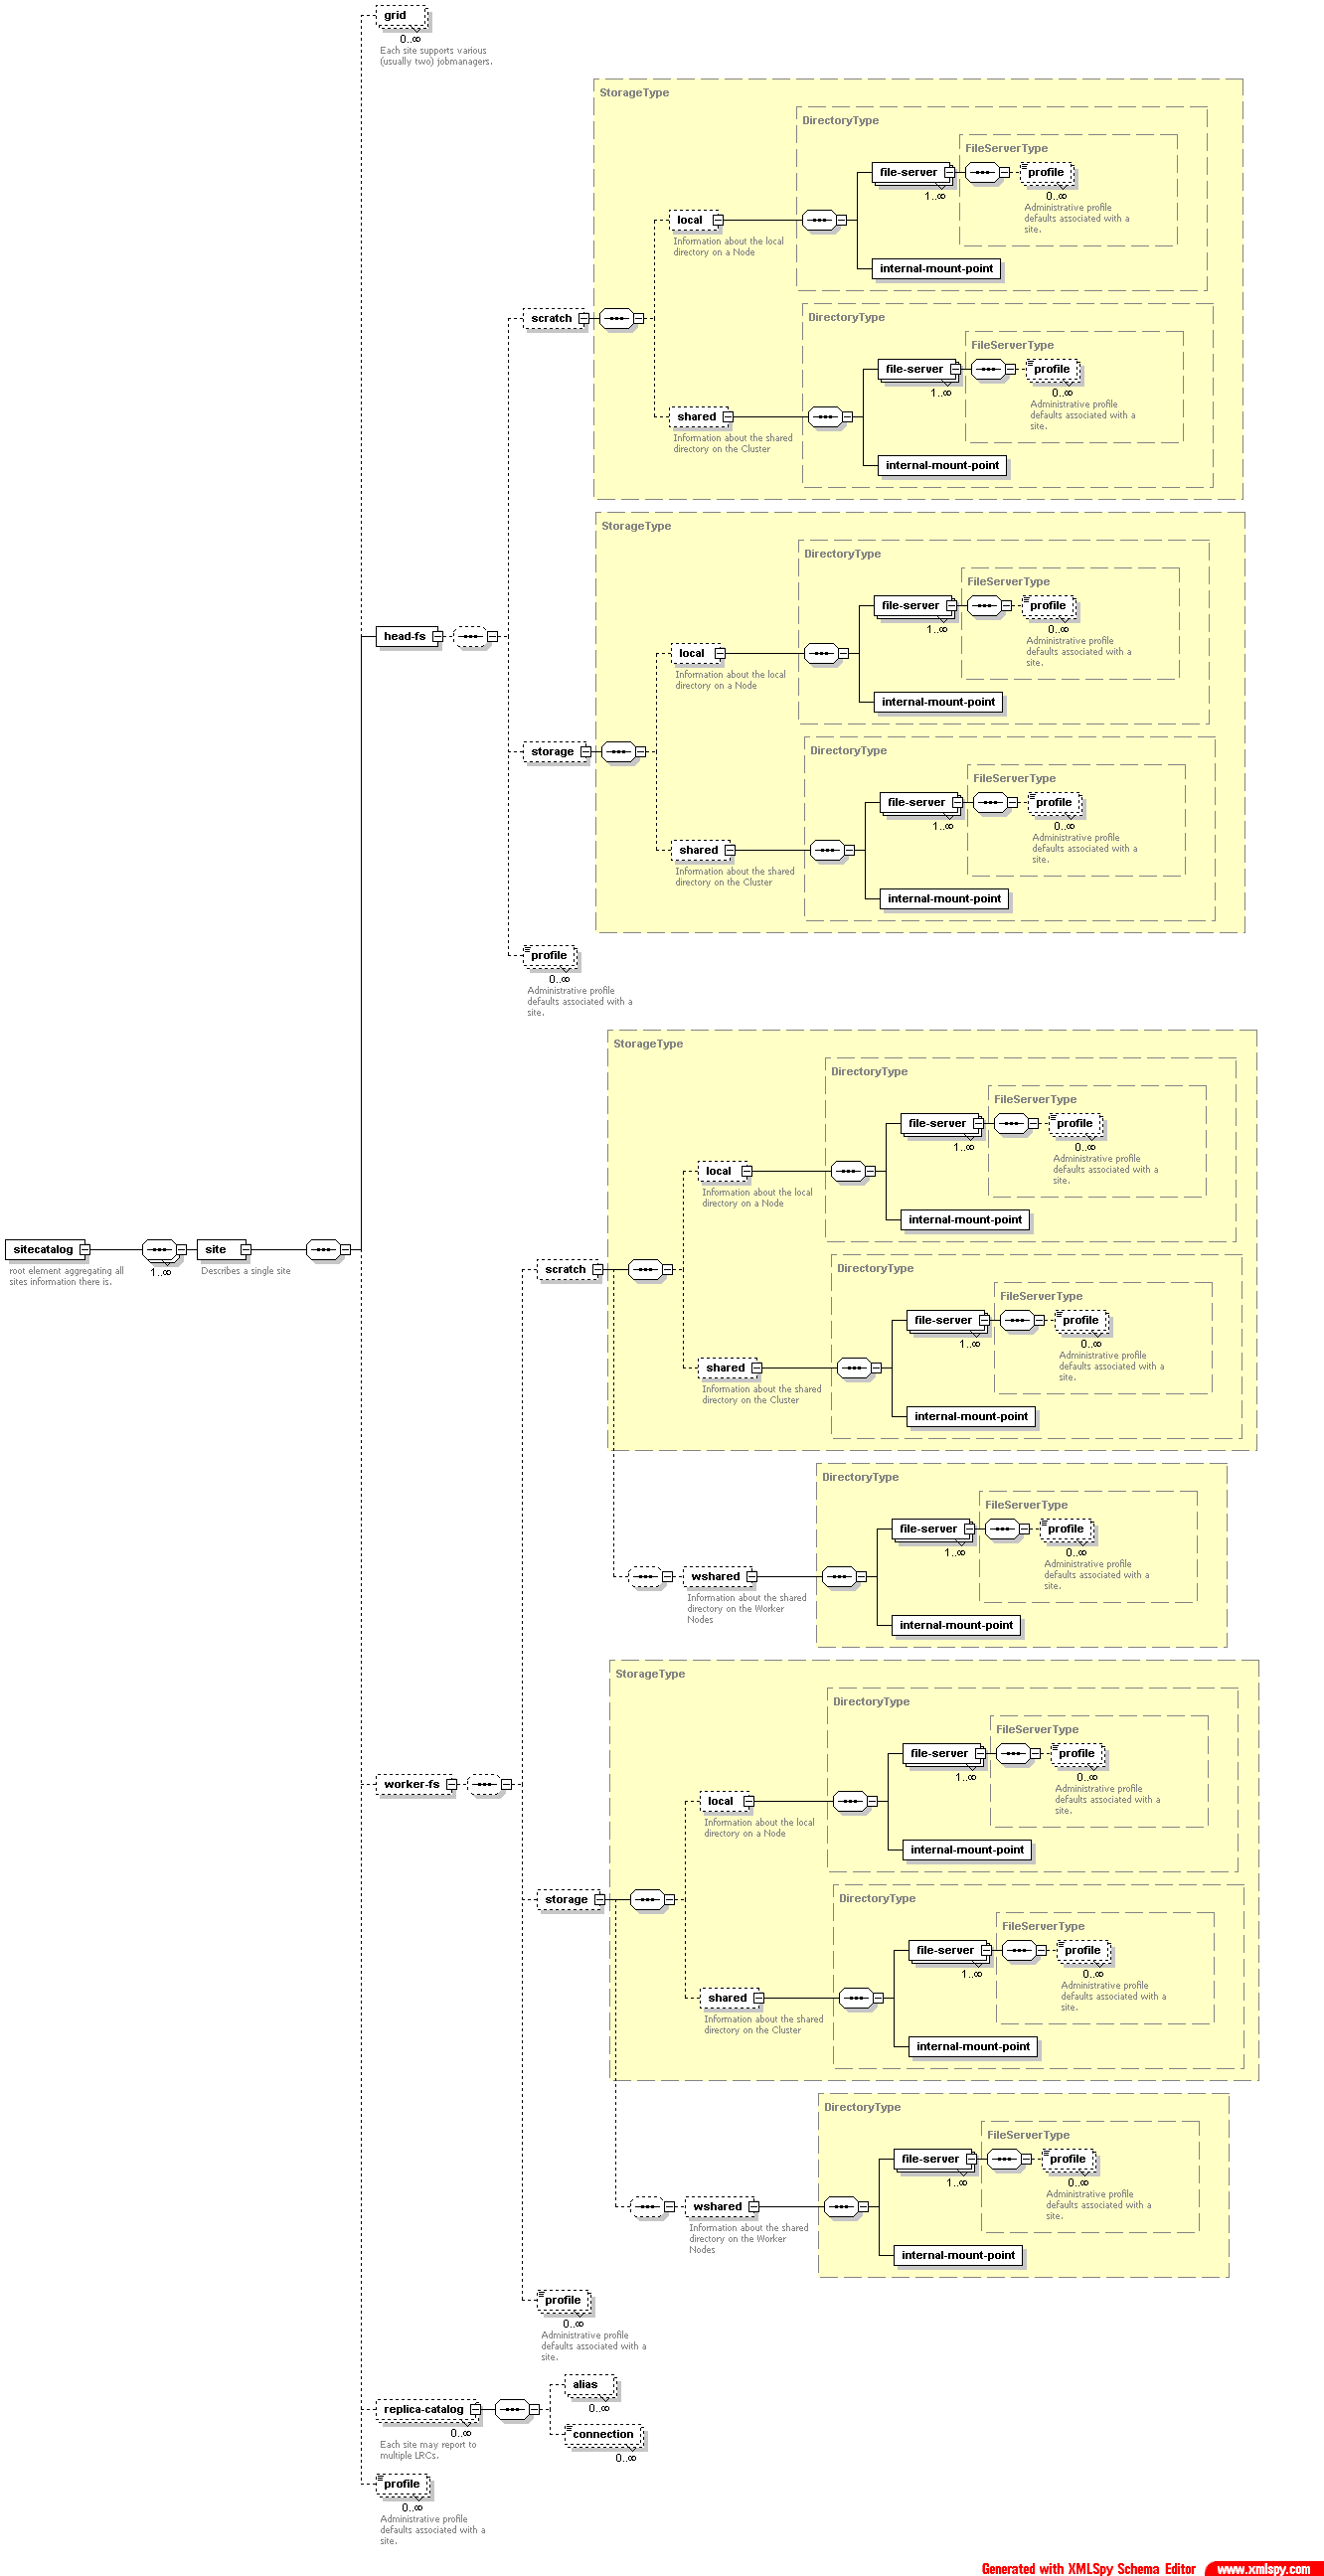 grid
0..∞
Each site supports various
(usually two) jobmanagers.
StorageType
DirectoryType
FileServerType
file-server
profile
1..∞
0..∞
Administrative profile
defaults associated with a
site.
local
Information about the local
directory on a Node
internal-mount-point
DirectoryType
scratch
FileServerType
file-server
profile
1..∞
0..∞
Administrative profile
defaults associated with a
site.
shared
Information about the shared
directory on the Cluster
internal-mount-point
StorageType
DirectoryType
FileServerType
file-server
profile
1..∞
0..∞
head-fs
Administrative profile
defaults associated with a
site.
local
Information about the local
directory on a Node
internal-mount-point
storage
DirectoryType
FileServerType
file-server
profile
1..∞
0..∞
Administrative profile
defaults associated with a
site.
shared
Information about the shared
directory on the Cluster
internal-mount-point
profile
0..∞
Administrative profile
defaults associated with a
site.
StorageType
DirectoryType
FileServerType
file-server
profile
1..∞
0..∞
Administrative profile
defaults associated with a
site.
local
Information about the local
directory on a Node
internal-mount-point
sitecatalog
root element aggregating all
sites information there is.
1..∞
site
Describes a single site
scratch
DirectoryType
FileServerType
file-server
profile
1..∞
0..∞
Administrative profile
defaults associated with a
site.
shared
Information about the shared
directory on the Cluster
internal-mount-point
DirectoryType
FileServerType
file-server
profile
1..∞
0..∞
Administrative profile
defaults associated with a
site.
wshared
Information about the shared
directory on the Worker
Nodes
internal-mount-point
StorageType
DirectoryType
FileServerType
file-server
profile
1..∞
0..∞
worker-fs
Administrative profile
defaults associated with a
site.
local
Information about the local
directory on a Node
internal-mount-point
storage
DirectoryType
FileServerType
file-server
profile
1..∞
0..∞
Administrative profile
defaults associated with a
site.
shared
Information about the shared
directory on the Cluster
internal-mount-point
DirectoryType
FileServerType
file-server
profile
1..∞
0..∞
Administrative profile
defaults associated with a
site.
wshared
Information about the shared
directory on the Worker
Nodes
internal-mount-point
profile
0..∞
Administrative profile
defaults associated with a
site.
alias
0..∞
replica-catalog
0..∞
Each site may report to
multiple LRCs.
connection
0..∞
profile
0..∞
Administrative profile
defaults associated with a
site.
Generated with XMLSpy Schema Editor www.xmlspy.com